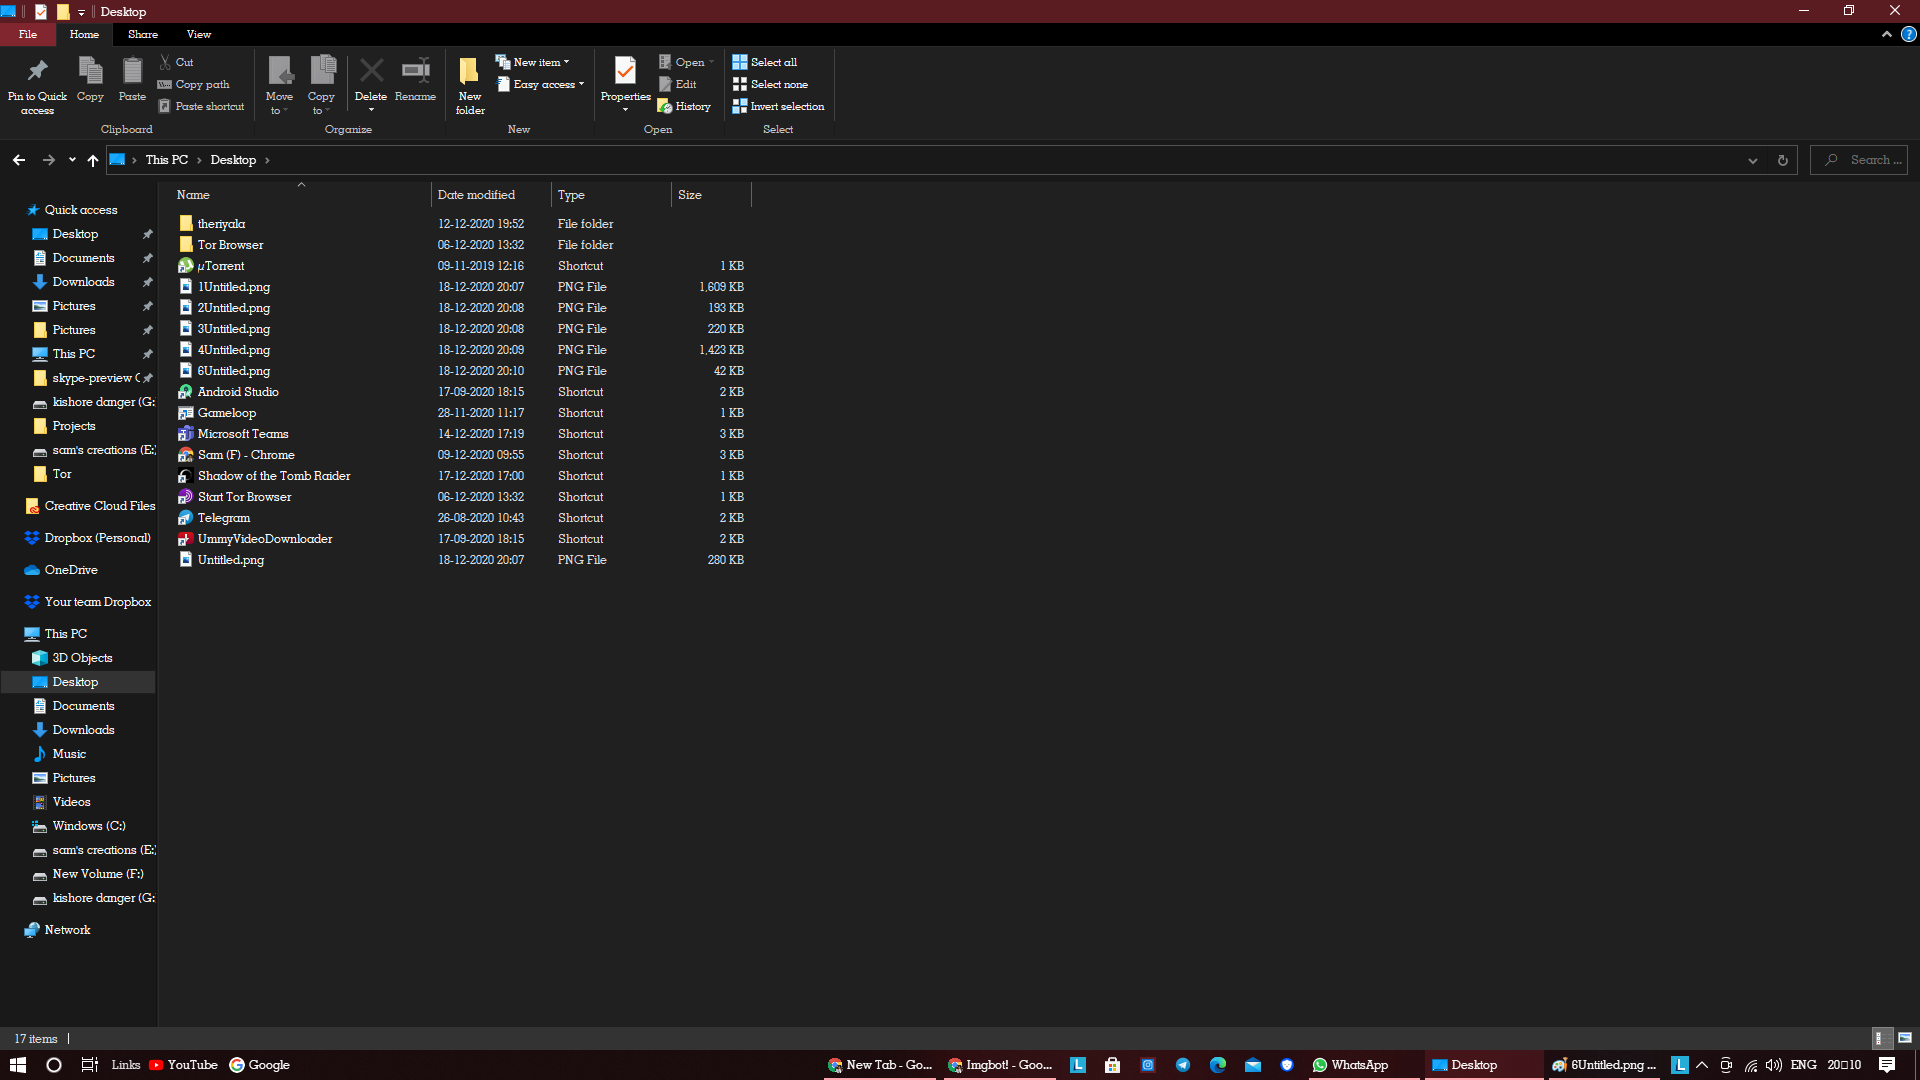 Desktop
File Home Share View
Pin to Quick access
Copy
Paste
Cut
Copy path
Paste shortcut
Clipboard
Move to
Copy to
Delete
Rename
Organize
New folder
New item
Easy access
New
Properties
Open
Edit
History
Open
Select all
Select none
Invert selection
Select
This PC Desktop
Search ...
Quick access
Desktop
Documents
Downloads
Pictures
Pictures
This PC
skype-preview
kishore danger (G:
Projects
sam's creations (E:
Tor
Creative Cloud Files
Dropbox (Personal)
OneDrive
Your team Dropbox
This PC
3D Objects
Desktop
Documents
Downloads
Music
Pictures
Videos
Windows (C:)
sam's creations (E:
New Volume (F:)
kishore danger (G:
Network
Name Date modified Type Size
theriyala 12-12-2020 19:52 File folder
Tor Browser 06-12-2020 13:32 File folder
µTorrent 09-11-2019 12:16 Shortcut 1 KB
1Untitled.png 18-12-2020 20:07 PNG File 1,609 KB
2Untitled.png 18-12-2020 20:08 PNG File 193 KB
3Untitled.png 18-12-2020 20:08 PNG File 220 KB
4Untitled.png 18-12-2020 20:09 PNG File 1,423 KB
6Untitled.png 18-12-2020 20:10 PNG File 42 KB
Android Studio 17-09-2020 18:15 Shortcut 2 KB
Gameloop 28-11-2020 11:17 Shortcut 1 KB
Microsoft Teams 14-12-2020 17:19 Shortcut 3 KB
Sam (F) - Chrome 09-12-2020 09:55 Shortcut 3 KB
Shadow of the Tomb Raider 17-12-2020 17:00 Shortcut 1 KB
Start Tor Browser 06-12-2020 13:32 Shortcut 1 KB
Telegram 26-08-2020 10:43 Shortcut 2 KB
UmmyVideoDownloader 17-09-2020 18:15 Shortcut 2 KB
Untitled.png 18-12-2020 20:07 PNG File 280 KB
17 items
Links YouTube Google New Tab - Go... Imgbot! - Goo... L WhatsApp Desktop 6Untitled.png ... L ENG 20□10